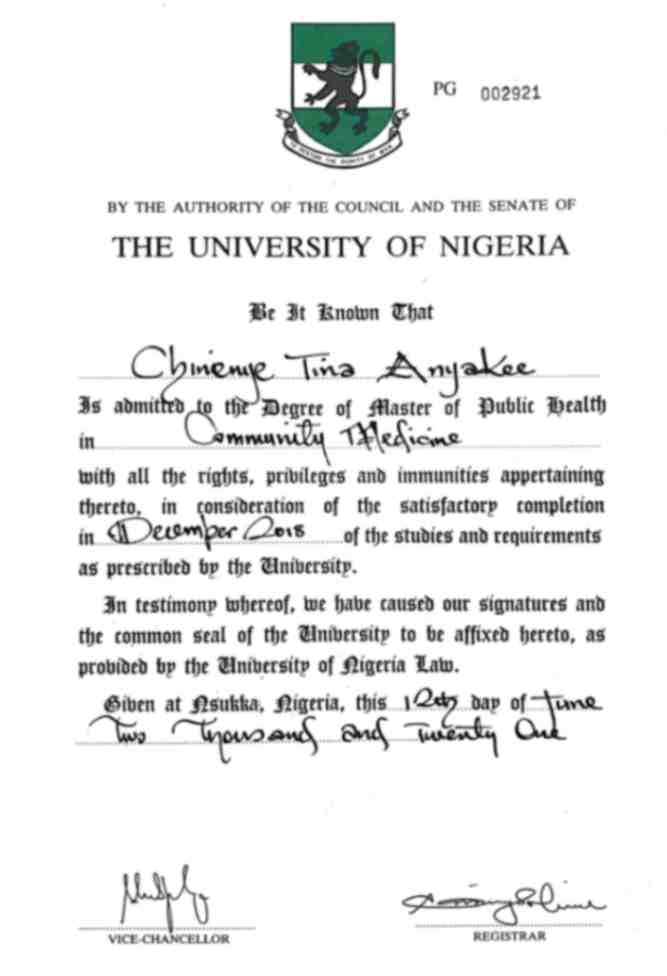 PG 002921
TO RESTORE THE DIGNITY OF MAN
BY THE AUTHORITY OF THE COUNCIL AND THE SENATE OF
THE UNIVERSITY OF NIGERIA
Be It Known That
Chinenye Tina Anyakee
Is admitted to the Degree of Master of Public Health
in Community Medicine
with all the rights, privileges and immunities appertaining
thereto, in consideration of the satisfactory completion
in December 2018 of the studies and requirements
as prescribed by the University.
In testimony whereof, we have caused our signatures and
the common seal of the University to be affixed hereto, as
provided by the University of Nigeria Law.
Given at Nsukka, Nigeria, this 12th day of June
Two Thousand and Twenty One
VICE-CHANCELLOR
REGISTRAR